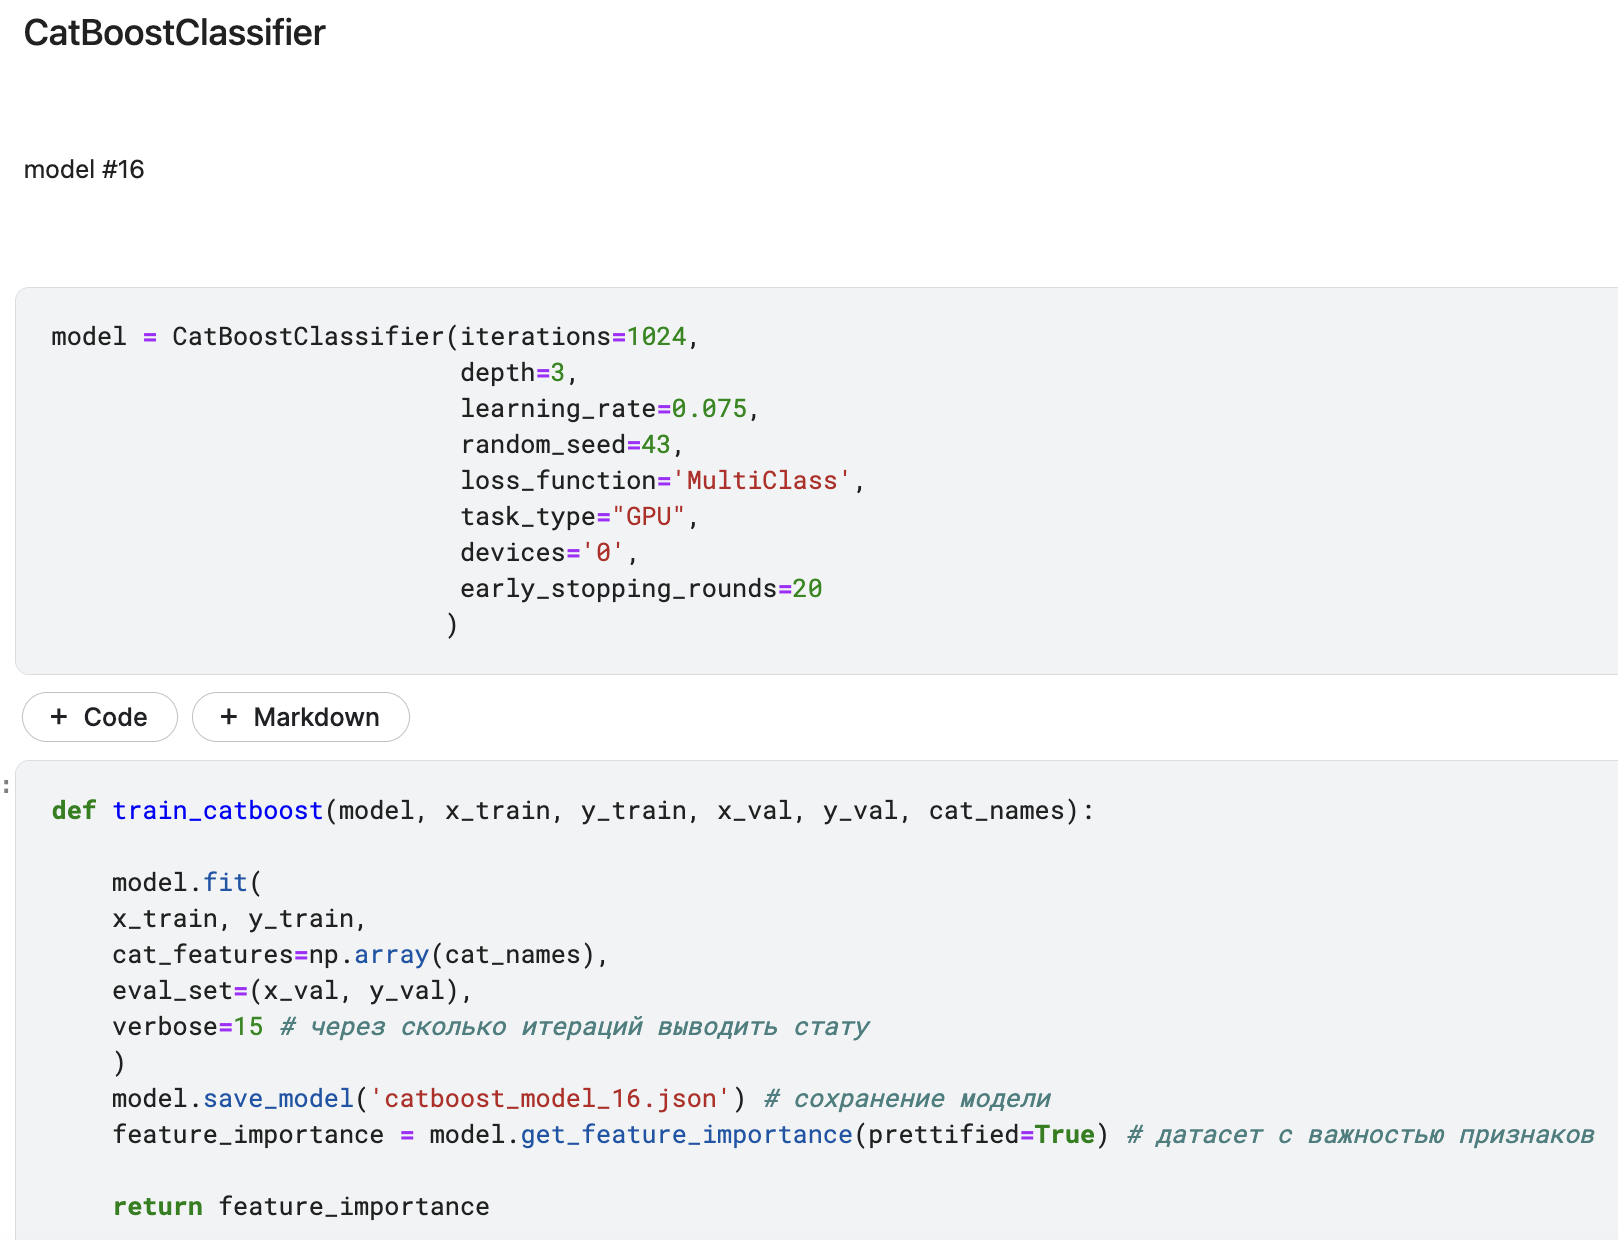 CatBoostClassifier
model #16
model = CatBoostClassifier(iterations=1024,
depth=3,
learning_rate=0.075,
random_seed=43,
loss_function='MultiClass',
task_type="GPU",
devices='0',
early_stopping_rounds=20
)
+ Code + Markdown
:
def train_catboost(model, x_train, y_train, x_val, y_val, cat_names):
model.fit(
x_train, y_train,
cat_features=np.array(cat_names),
eval_set=(x_val, y_val),
verbose=15 # через сколько итераций выводить стату
)
model.save_model('catboost_model_16.json') # сохранение модели
feature_importance = model.get_feature_importance(prettified=True) # датасет с важностью признаков
return feature_importance